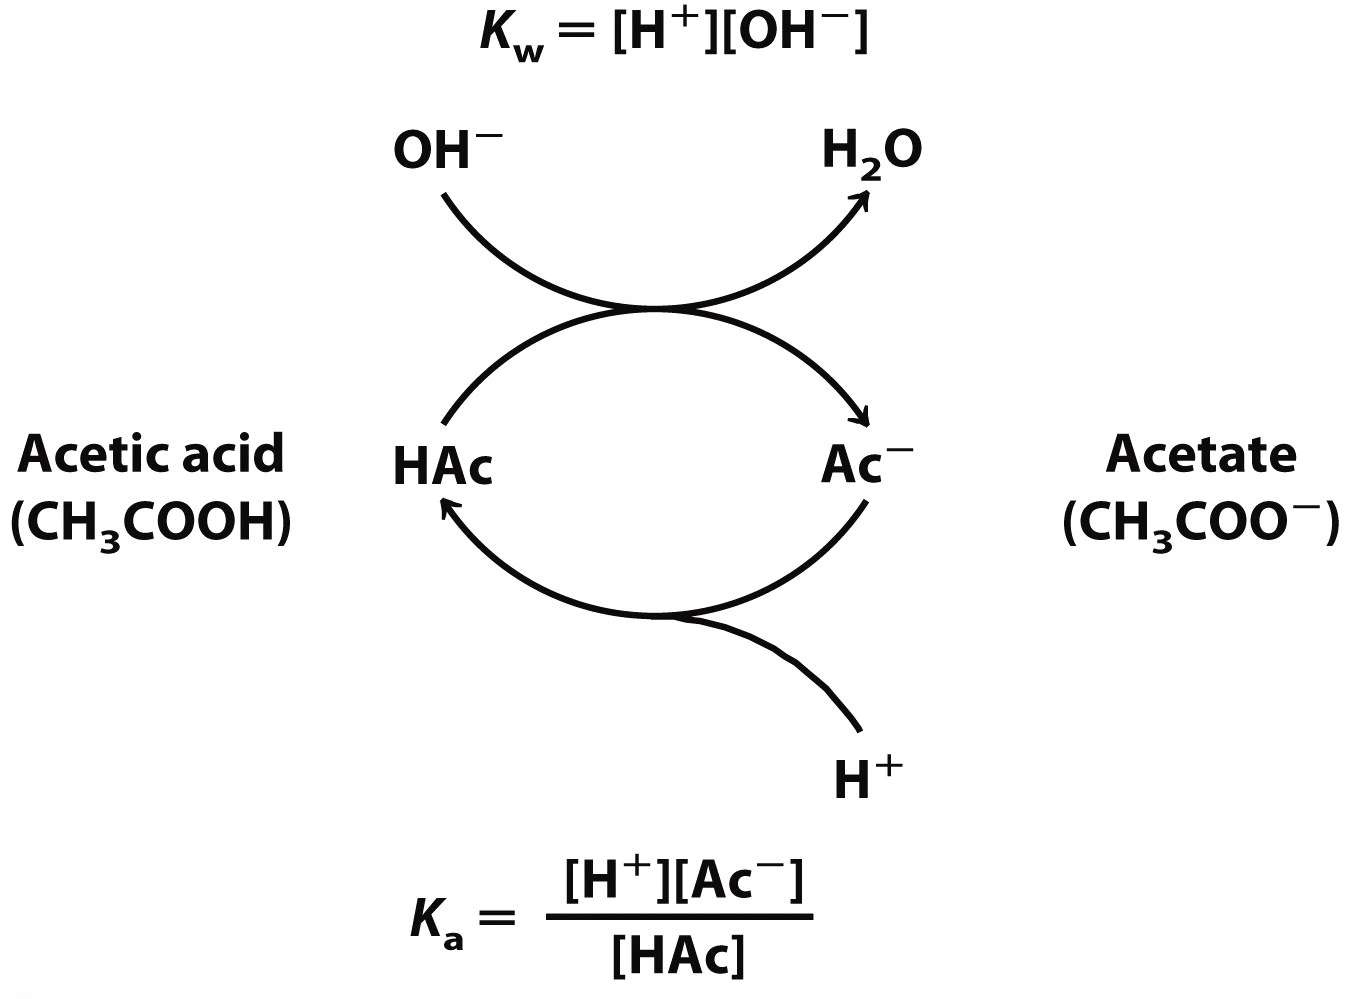 Kw = [H⁺][OH⁻]
OH⁻
H₂O
Acetic acid
(CH₃COOH)
HAc
Ac⁻
Acetate
(CH₃COO⁻)
H⁺
Kₐ = [H⁺][Ac⁻]
[HAc]